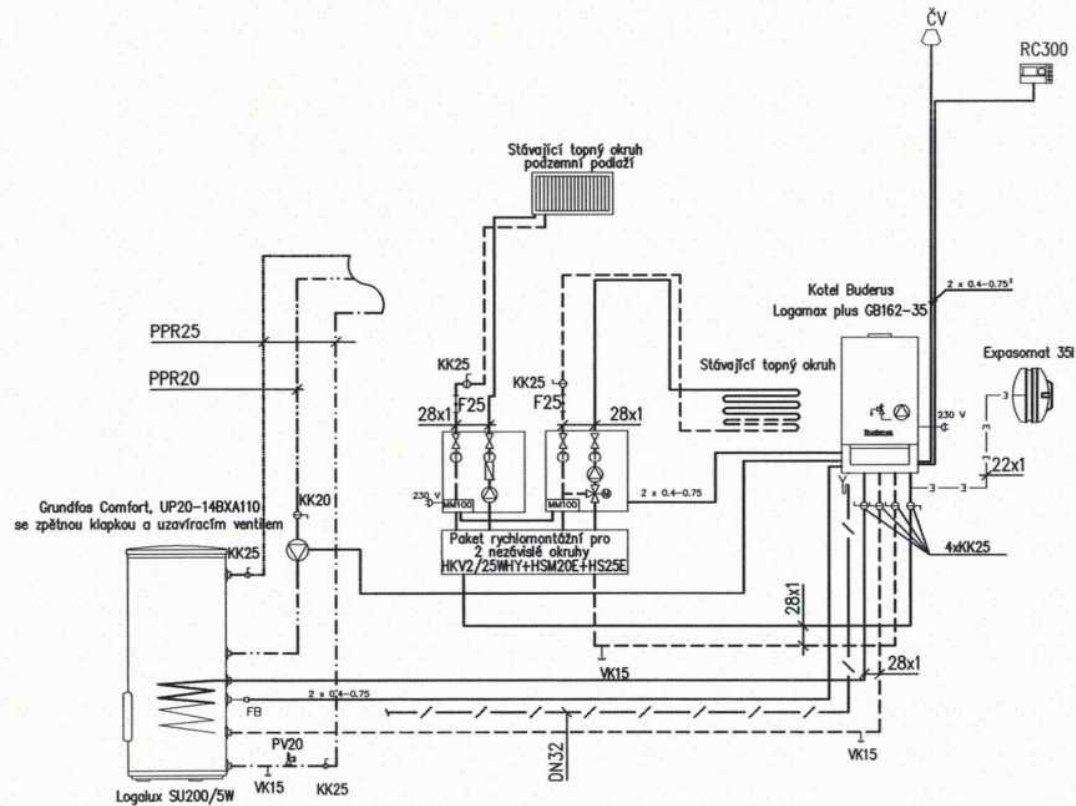 ČV
RC300
Stávající topný okruh
podzemní podlaží
Kotel Buderus
Logamax plus GB162-35
2 x 0.4-0.75²
PPR25
PPR20
KK25
KK25
Stávající topný okruh
Expasomat 35l
F25
F25
28x1
28x1
230 V
Buderus
22x1
Grundfos Comfort, UP20-14BXA110
se zpětnou klapkou a uzavíracím ventilem
KK20
230 V
MM100
MM100
M
2 x 0.4-0.75
Y
4xKK25
KK25
Paket rychlomontážní pro
2 nezávislé okruhy
HKV2/25WHY+HSM20E+HS25E
28x1
VK15
28x1
2 x 0.4-0.75
FB
PV20
DN32
VK15
VK15
KK25
Logalux SU200/5W